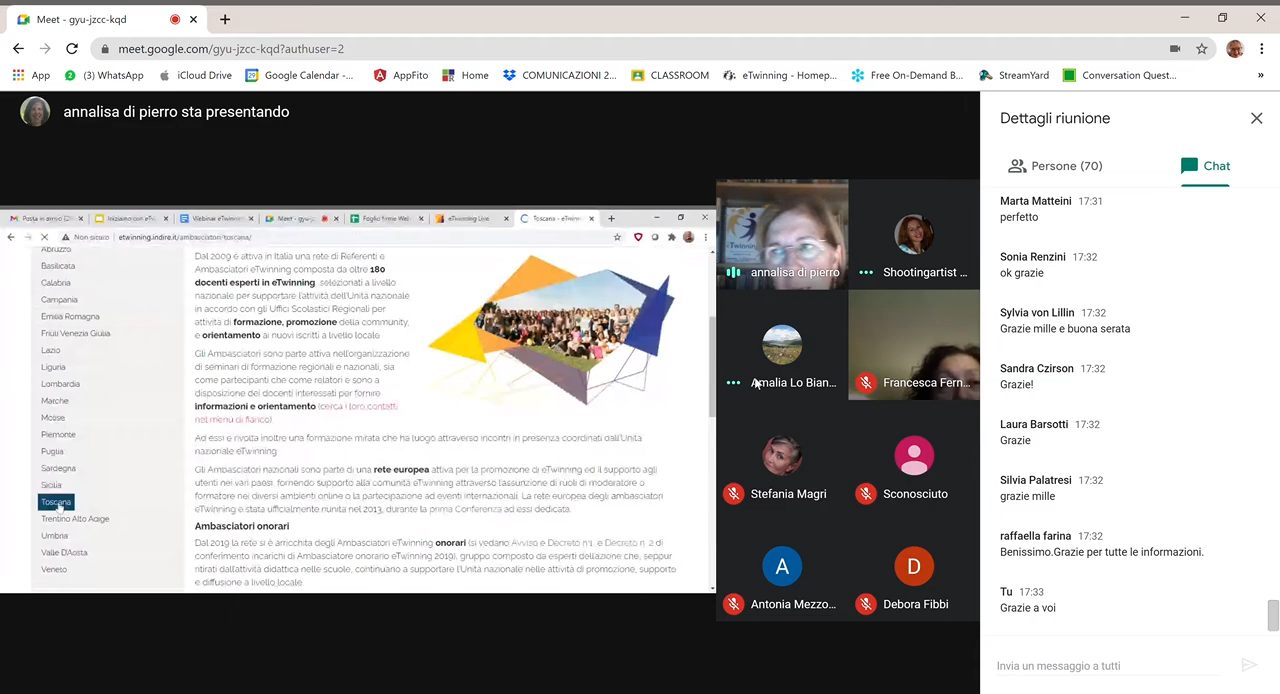 Meet - gyu-jzcc-kqd
meet.google.com/gyu-jzcc-kqd?authuser=2
App
(3) WhatsApp
iCloud Drive
Google Calendar -...
AppFito
Home
COMUNICAZIONI 2...
CLASSROOM
eTwinning - Homep...
Free On-Demand B...
StreamYard
Conversation Quest...
»
annalisa di pierro sta presentando
Posta in arrivo
Iniziamo con eT
Webinar eTwinning
Meet - gyu-jz
Foglio firme Web
eTwinning Live
Toscana - eTwinn
Non sicuro
etwinning.indire.it/ambasciatori/toscana/
Abruzzo
Basilicata
Calabria
Campania
Emilia Romagna
Friuli Venezia Giulia
Lazio
Liguria
Lombardia
Marche
Molise
Piemonte
Puglia
Sardegna
Sicilia
Toscana
Trentino Alto Adige
Umbria
Valle D'Aosta
Veneto
Dal 2009 è attiva in Italia una rete di Referenti e
Ambasciatori eTwinning composta da oltre 180
docenti esperti in eTwinning, selezionati a livello
nazionale per supportare l'attività dell'Unità nazionale
in accordo con gli Uffici Scolastici Regionali per
attività di formazione, promozione della community,
e orientamento ai nuovi iscritti a livello locale.
Gli Ambasciatori sono parte attiva nell'organizzazione
di seminari di formazione regionali e nazionali, sia
come partecipanti che come relatori e sono a
disposizione dei docenti interessati per fornire
informazioni e orientamento (cerca i loro contatti
nel menù di fianco).
Ad essi è rivolta inoltre una formazione mirata che ha luogo attraverso incontri in presenza coordinati dall'Unità
nazionale eTwinning.
Gli Ambasciatori nazionali sono parte di una rete europea attiva per la promozione di eTwinning ed il supporto agli
utenti nei vari paesi, fornendo supporto alla comunità eTwinning attraverso l'assunzione di ruoli di moderatore o
formatore nei diversi ambienti online o la partecipazione ad eventi internazionali. La rete europea degli ambasciatori
eTwinning è stata ufficialmente riunita nel 2013, durante la prima Conferenza ad essi dedicata.
Ambasciatori onorari
Dal 2019 la rete si è arricchita degli Ambasciatori eTwinning onorari (si vedano Avviso e Decreto n.1, e Decreto n. 2 di
conferimento incarichi di Ambasciatore onorario eTwinning 2019), gruppo composto da esperti dell'azione che, seppur
ritirati dall'attività didattica nelle scuole, continuano a supportare l'Unità nazionale nelle attività di promozione, supporto
e diffusione a livello locale.
eTwinning
annalisa di pierro
Shootingartist ...
Amalia Lo Bian...
Francesca Fern...
Stefania Magri
Sconosciuto
A
Antonia Mezzo...
D
Debora Fibbi
Dettagli riunione
Persone (70)
Chat
Marta Matteini 17:31
perfetto
Sonia Renzini 17:32
ok grazie
Sylvia von Lillin 17:32
Grazie mille e buona serata
Sandra Czirson 17:32
Grazie!
Laura Barsotti 17:32
Grazie
Silvia Palatresi 17:32
grazie mille
raffaella farina 17:32
Benissimo.Grazie per tutte le informazioni.
Tu 17:33
Grazie a voi
Invia un messaggio a tutti